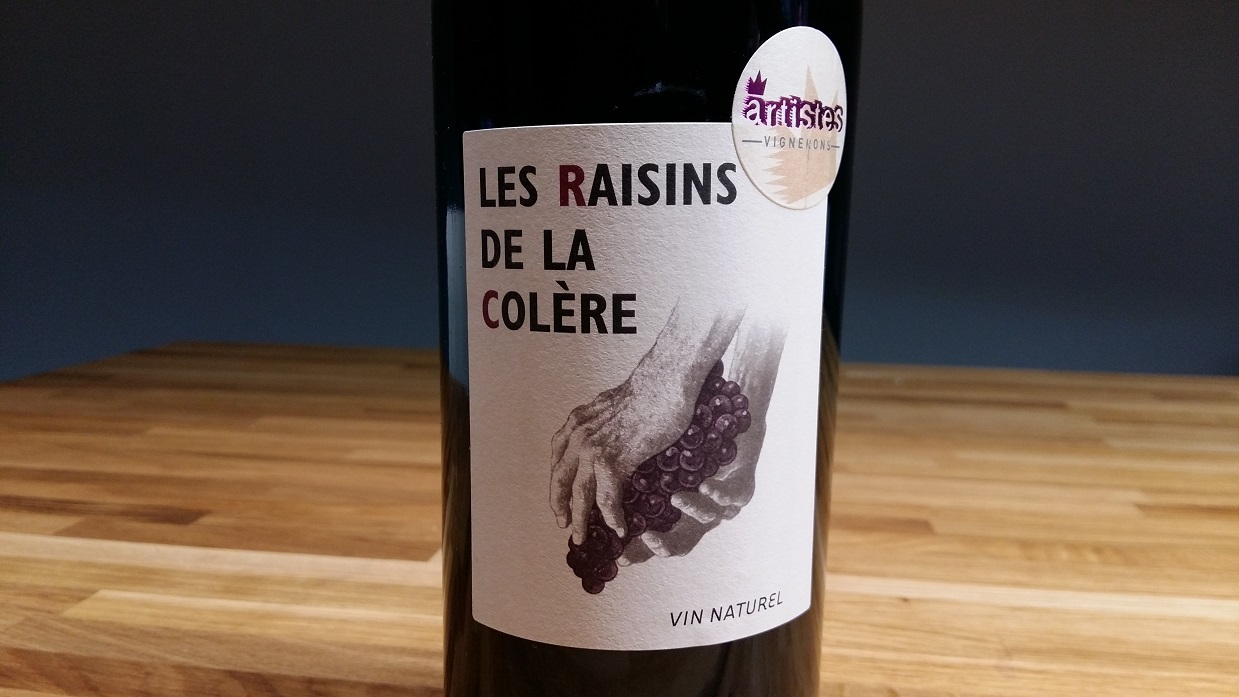 artistes
VIGNERONS
LES RAISINS
DE LA
COLÈRE
VIN NATUREL